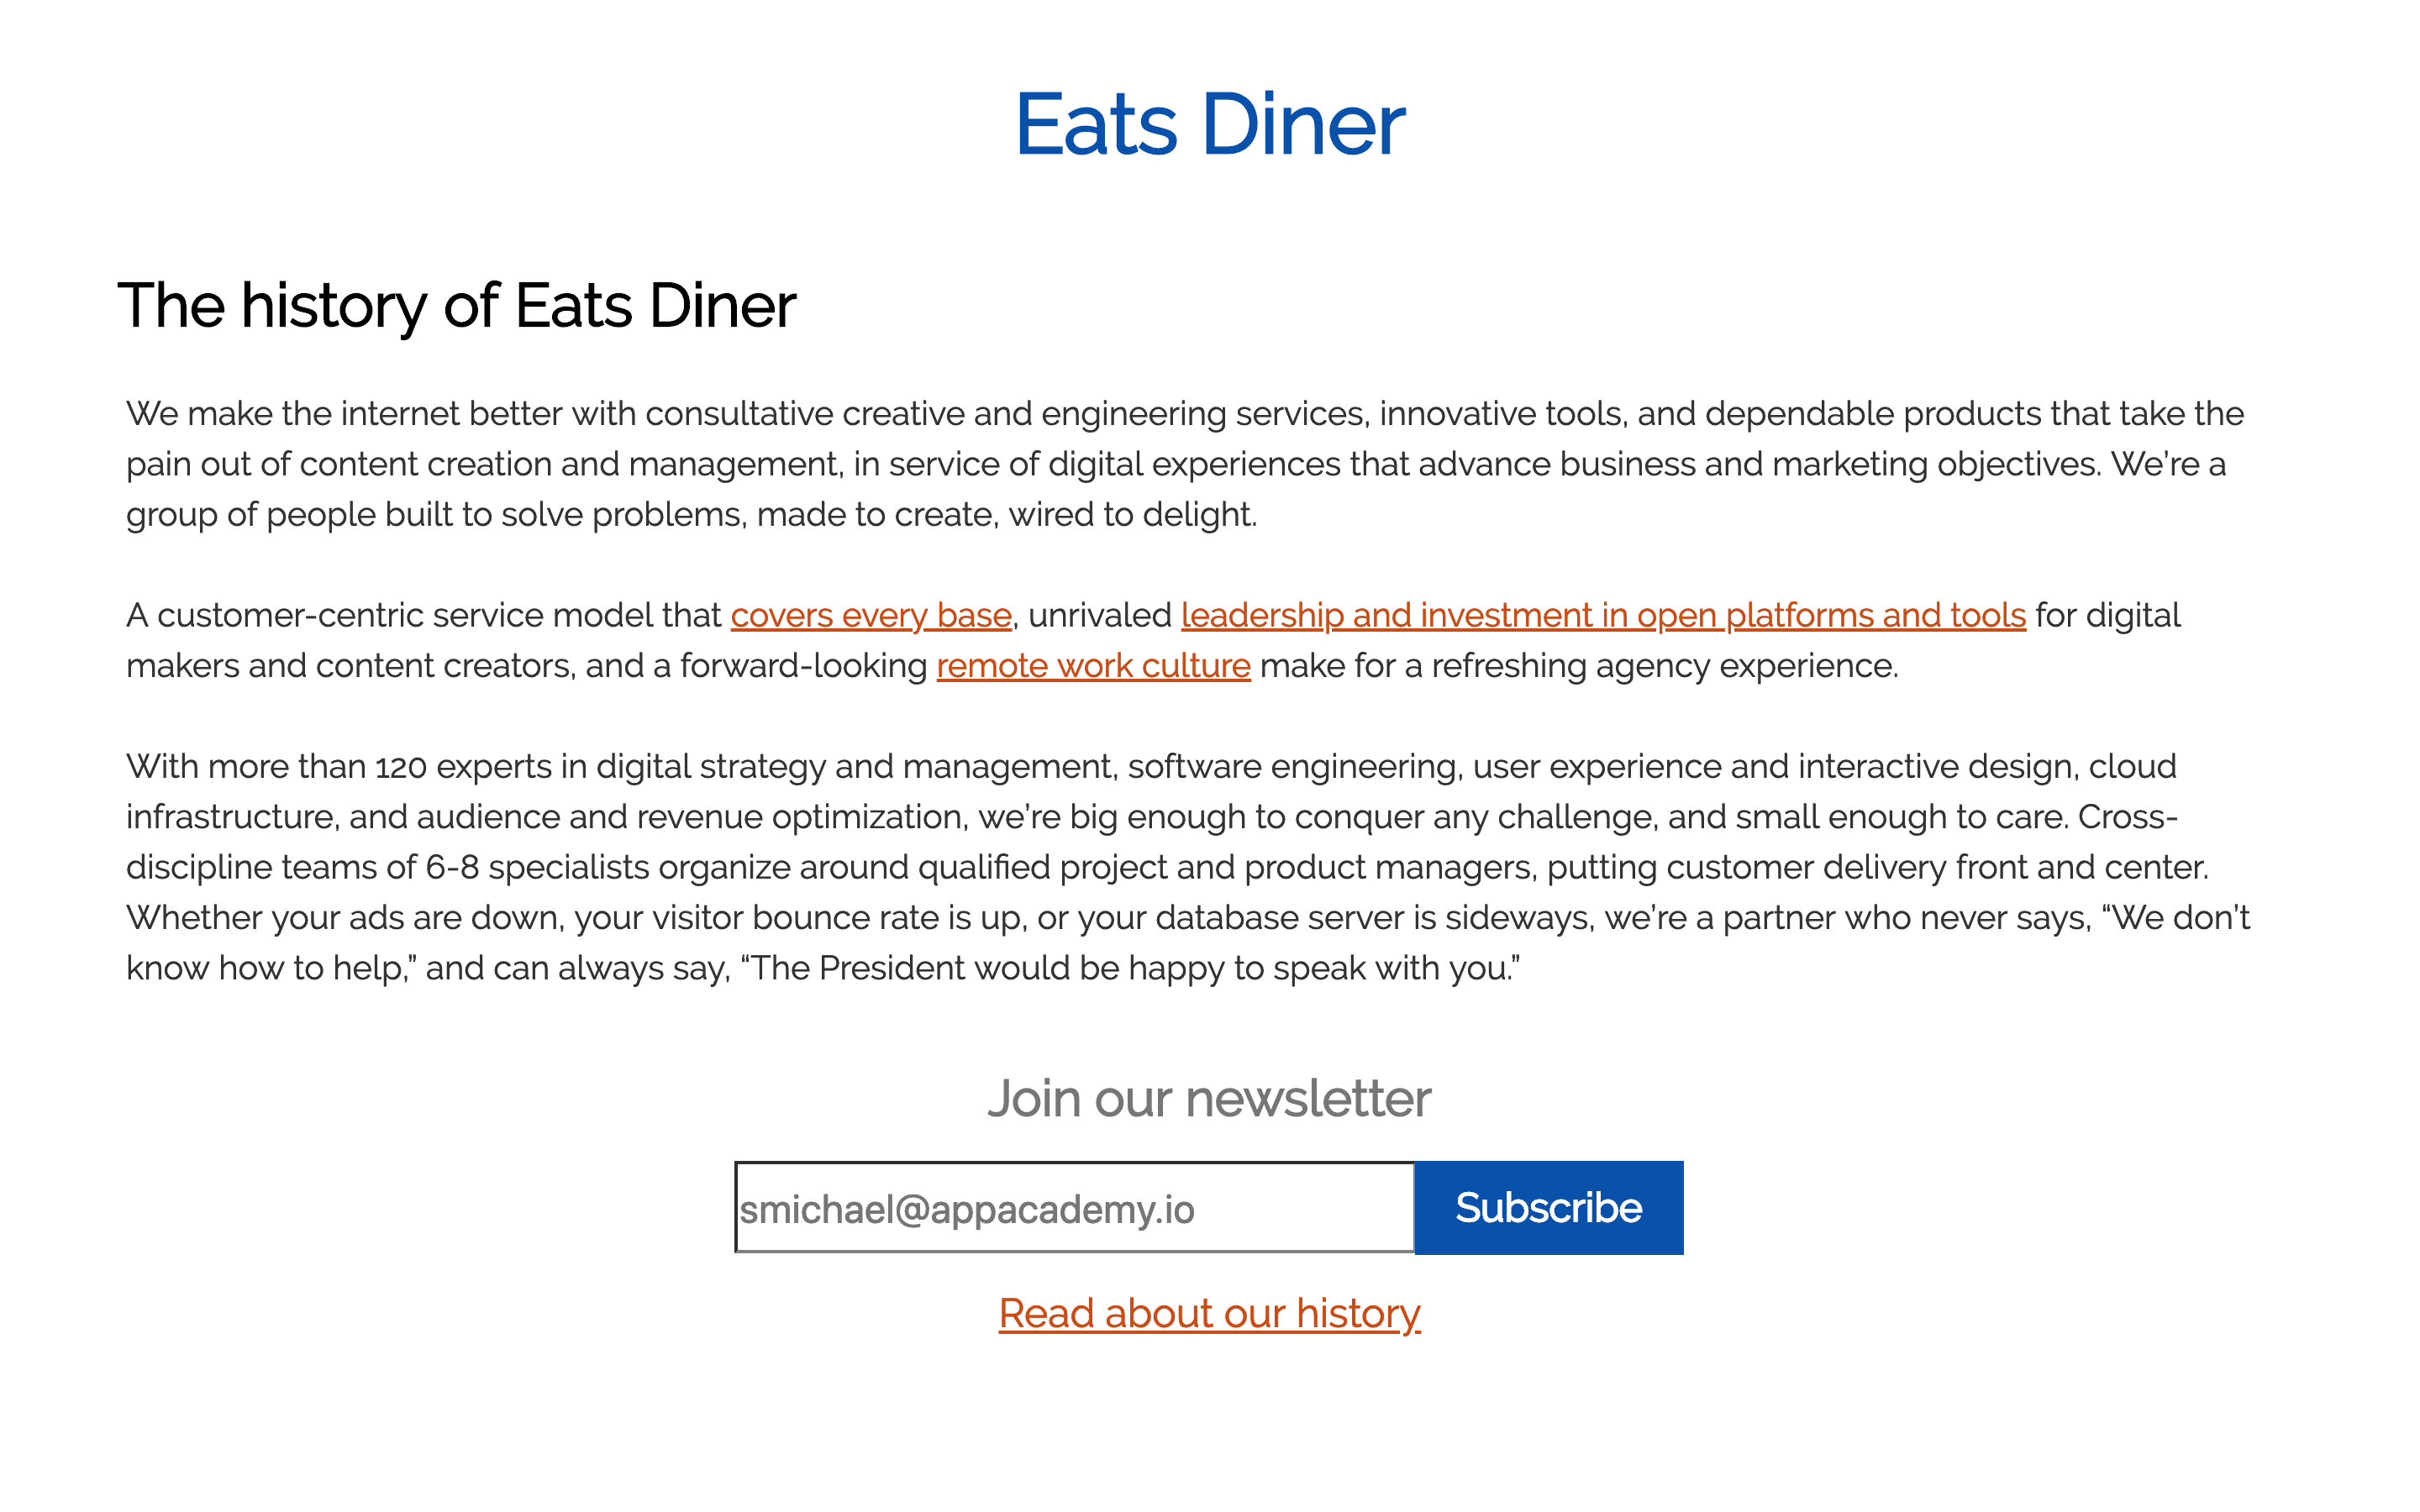 Eats Diner
The history of Eats Diner
We make the internet better with consultative creative and engineering services, innovative tools, and dependable products that take the
pain out of content creation and management, in service of digital experiences that advance business and marketing objectives. We’re a
group of people built to solve problems, made to create, wired to delight.
A customer-centric service model that covers every base, unrivaled leadership and investment in open platforms and tools for digital
makers and content creators, and a forward-looking remote work culture make for a refreshing agency experience.
With more than 120 experts in digital strategy and management, software engineering, user experience and interactive design, cloud
infrastructure, and audience and revenue optimization, we’re big enough to conquer any challenge, and small enough to care. Cross-
discipline teams of 6-8 specialists organize around qualified project and product managers, putting customer delivery front and center.
Whether your ads are down, your visitor bounce rate is up, or your database server is sideways, we’re a partner who never says, “We don’t
know how to help,” and can always say, “The President would be happy to speak with you.”
Join our newsletter
smichael@appacademy.io Subscribe
Read about our history